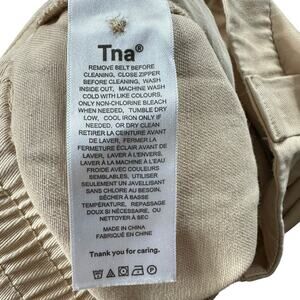 Tna®
REMOVE BELT BEFORE
CLEANING, CLOSE ZIPPER
BEFORE CLEANING, WASH
INSIDE OUT, MACHINE WASH
COLD WITH LIKE COLOURS,
ONLY NON-CHLORINE BLEACH
WHEN NEEDED, TUMBLE DRY
LOW, COOL IRON ONLY IF
NEEDED, OR DRY CLEAN
RETIRER LA CEINTURE AVANT
DE LAVER, FERMER LA
FERMETURE ÉCLAIR AVANT DE
LAVER, LAVER À L'ENVERS,
LAVER À LA MACHINE À L'EAU
FROIDE AVEC COULEURS
SEMBLABLES, UTILISER
SEULEMENT UN JAVELLISANT
SANS CHLORE AU BESOIN,
SÉCHER À BASSE
TEMPÉRATURE, REPASSAGE
DOUX SI NÉCESSAIRE, OU
NETTOYER À SEC
MADE IN CHINA
FABRIQUÉ EN CHINE
Thank you for caring.